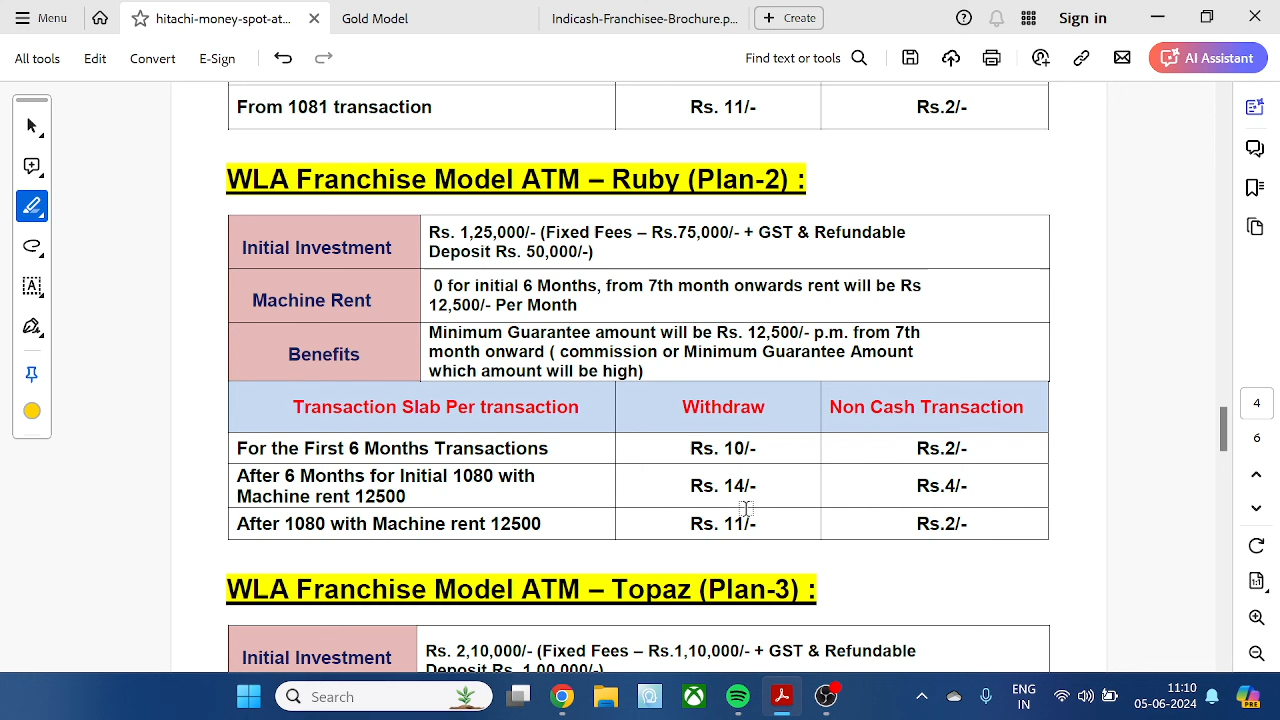 Menu
hitachi-money-spot-at...
Gold Model
Indicash-Franchisee-Brochure.p...
Create
Sign in
All tools
Edit
Convert
E-Sign
Find text or tools
AI Assistant
From 1081 transaction Rs. 11/- Rs.2/-
WLA Franchise Model ATM – Ruby (Plan-2) :
Initial Investment
Rs. 1,25,000/- (Fixed Fees – Rs.75,000/- + GST & Refundable
Deposit Rs. 50,000/-)
Machine Rent
0 for initial 6 Months, from 7th month onwards rent will be Rs
12,500/- Per Month
Benefits
Minimum Guarantee amount will be Rs. 12,500/- p.m. from 7th
month onward ( commission or Minimum Guarantee Amount
which amount will be high)
Transaction Slab Per transaction Withdraw Non Cash Transaction
For the First 6 Months Transactions Rs. 10/- Rs.2/-
After 6 Months for Initial 1080 with
Machine rent 12500
Rs. 14/- Rs.4/-
After 1080 with Machine rent 12500 Rs. 11/- Rs.2/-
WLA Franchise Model ATM – Topaz (Plan-3) :
Initial Investment
Rs. 2,10,000/- (Fixed Fees – Rs.1,10,000/- + GST & Refundable
Deposit Rs. 1,00,000/-)
4
6
1:1
Search
ENG
IN
11:10
05-06-2024
PRE